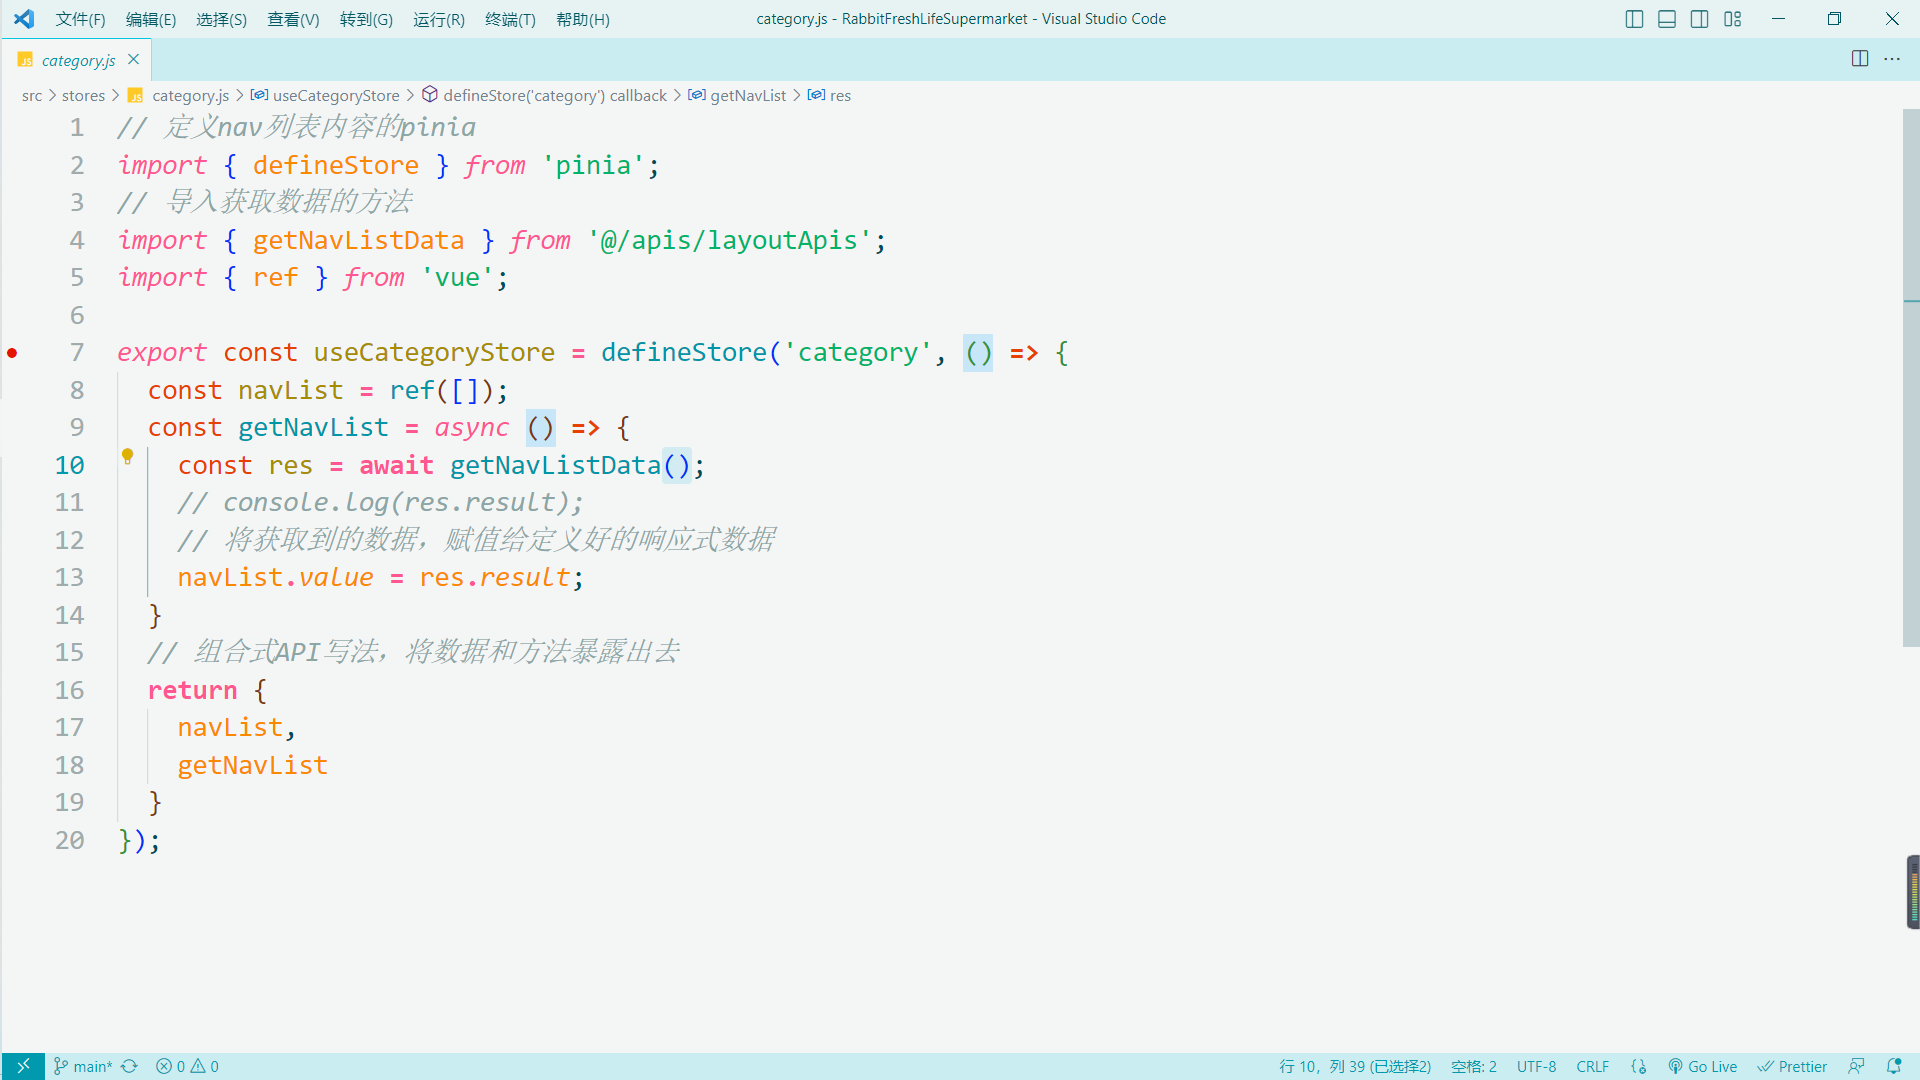 文件(F) 编辑(E) 选择(S) 查看(V) 转到(G) 运行(R) 终端(T) 帮助(H) category.js - RabbitFreshLifeSupermarket - Visual Studio Code
JS category.js
src > stores > JS category.js > useCategoryStore > defineStore('category') callback > getNavList > res
1 // 定义nav列表内容的pinia
2 import { defineStore } from 'pinia';
3 // 导入获取数据的方法
4 import { getNavListData } from '@/apis/layoutApis';
5 import { ref } from 'vue';
6
7 export const useCategoryStore = defineStore('category', () => {
8 const navList = ref([]);
9 const getNavList = async () => {
10 const res = await getNavListData();
11 // console.log(res.result);
12 // 将获取到的数据，赋值给定义好的响应式数据
13 navList.value = res.result;
14 }
15 // 组合式API写法，将数据和方法暴露出去
16 return {
17 navList,
18 getNavList
19 }
20 });
main* 0 0 行 10，列 39 (已选择2) 空格: 2 UTF-8 CRLF Go Live Prettier